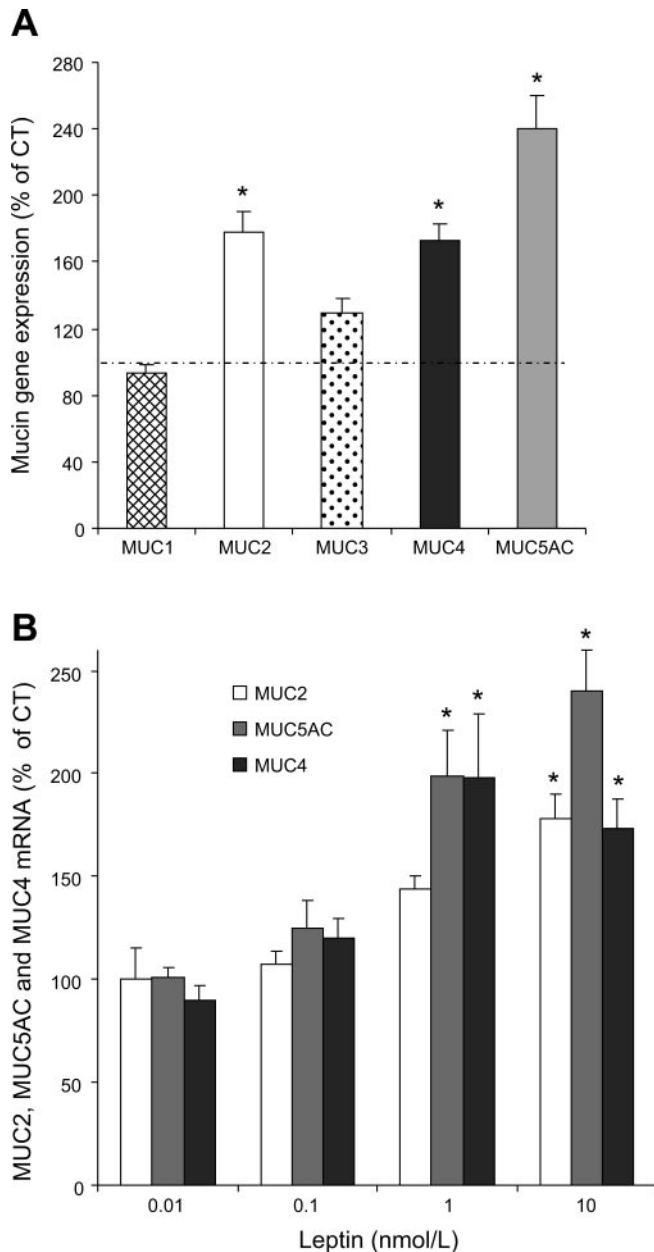 A
Mucin gene expression (% of CT)
280
240
200
160
120
80
40
0
*
*
*
MUC1 MUC2 MUC3 MUC4 MUC5AC
B
MUC2, MUC5AC and MUC4 mRNA (% of CT)
250
200
150
100
50
0
MUC2
MUC5AC
MUC4
* *
* * *
0.01 0.1 1 10
Leptin (nmol/L)